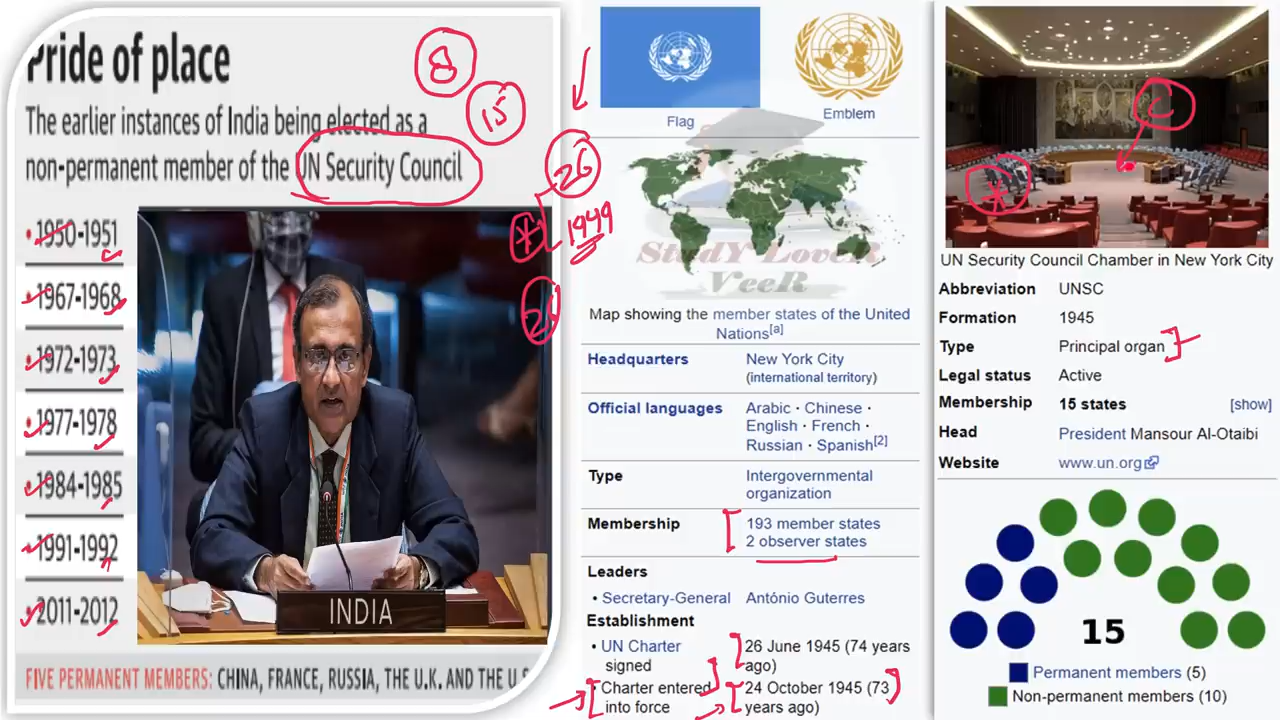 Pride of place
The earlier instances of India being elected as a
non-permanent member of the UN Security Council
8
15
26
1949
• 1950-1951
• 1967-1968
• 1972-1973
• 1977-1978
• 1984-1985
• 1991-1992
• 2011-2012
INDIA
FIVE PERMANENT MEMBERS: CHINA, FRANCE, RUSSIA, THE U.K. AND THE U.S
Flag
Emblem
StudY LoveR
VeeR
Map showing the member states of the United
Nations[a]
Headquarters New York City
(international territory)
Official languages Arabic · Chinese ·
English · French ·
Russian · Spanish[2]
Type Intergovernmental
organization
Membership 193 member states
2 observer states
Leaders
• Secretary-General António Guterres
Establishment
• UN Charter signed 26 June 1945 (74 years ago)
• Charter entered into force 24 October 1945 (73 years ago)
C
UN Security Council Chamber in New York City
Abbreviation UNSC
Formation 1945
Type Principal organ
Legal status Active
Membership 15 states [show]
Head President Mansour Al-Otaibi
Website www.un.org
15
Permanent members (5)
Non-permanent members (10)